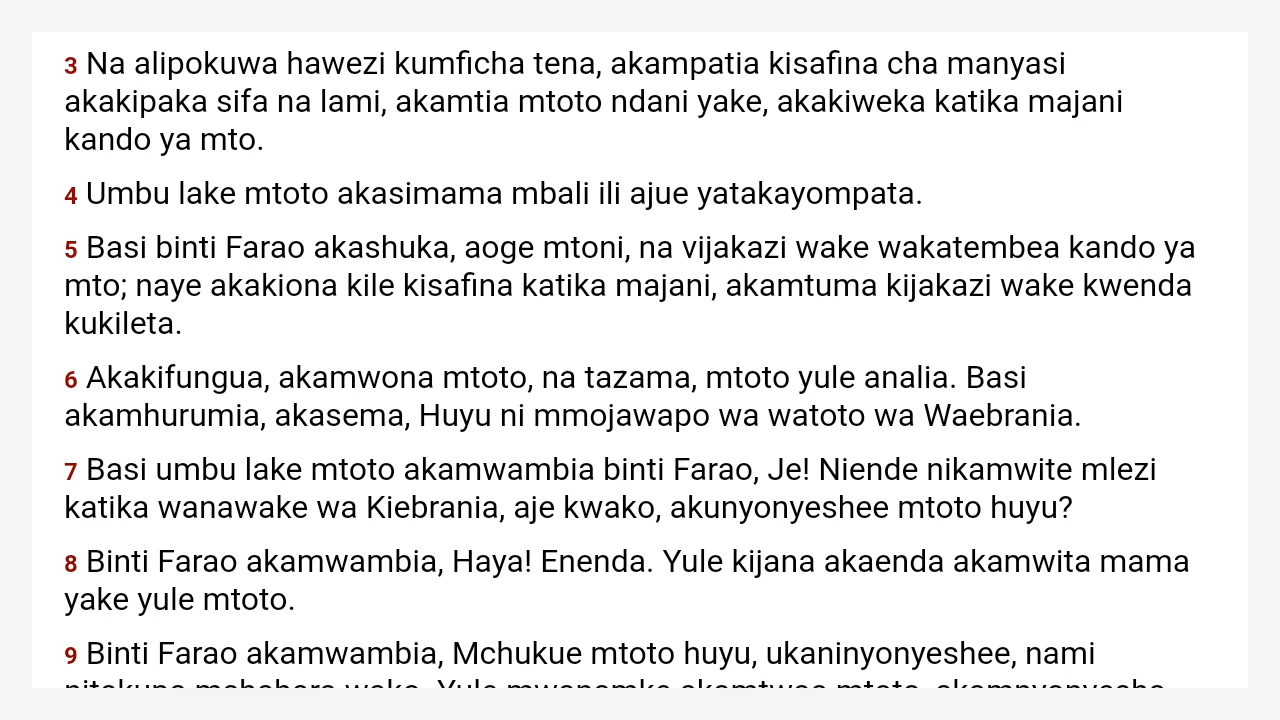 3 Na alipokuwa hawezi kumficha tena, akampatia kisafina cha manyasi
akakipaka sifa na lami, akamtia mtoto ndani yake, akakiweka katika majani
kando ya mto.
4 Umbu lake mtoto akasimama mbali ili ajue yatakayompata.
5 Basi binti Farao akashuka, aoge mtoni, na vijakazi wake wakatembea kando ya
mto; naye akakiona kile kisafina katika majani, akamtuma kijakazi wake kwenda
kukileta.
6 Akakifungua, akamwona mtoto, na tazama, mtoto yule analia. Basi
akamhurumia, akasema, Huyu ni mmojawapo wa watoto wa Waebrania.
7 Basi umbu lake mtoto akamwambia binti Farao, Je! Niende nikamwite mlezi
katika wanawake wa Kiebrania, aje kwako, akunyonyeshee mtoto huyu?
8 Binti Farao akamwambia, Haya! Enenda. Yule kijana akaenda akamwita mama
yake yule mtoto.
9 Binti Farao akamwambia, Mchukue mtoto huyu, ukaninyonyeshee, nami